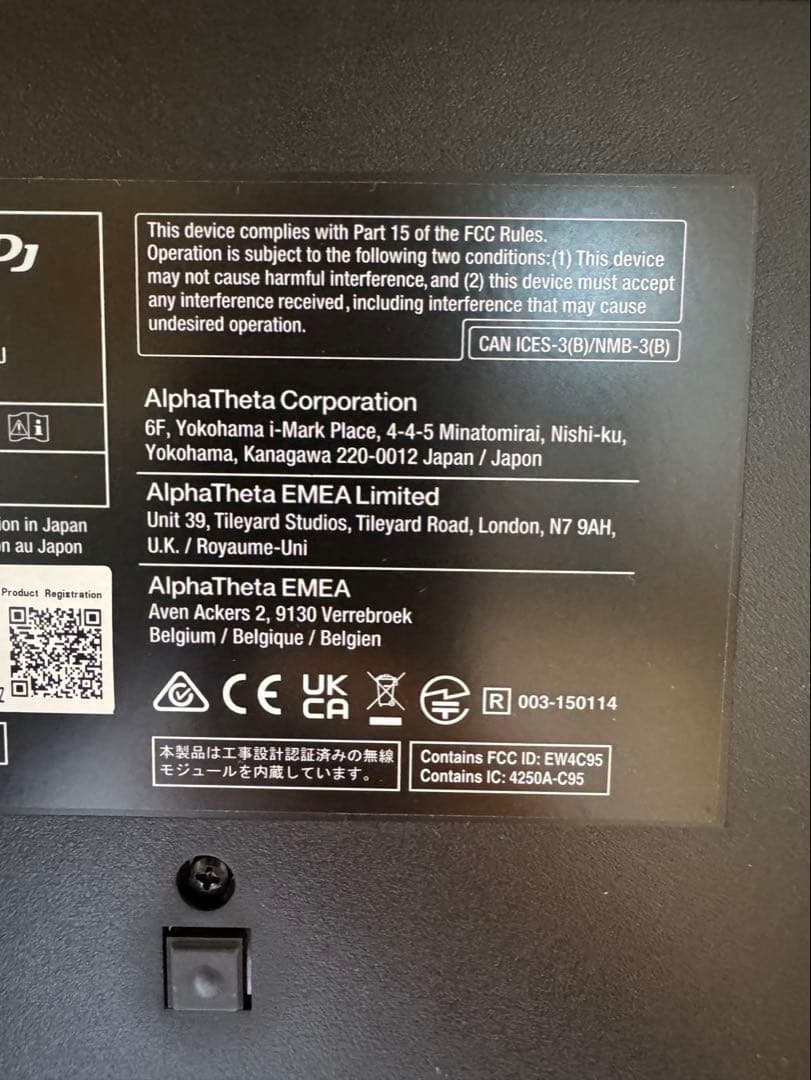 This device complies with Part 15 of the FCC Rules.
Operation is subject to the following two conditions:(1) This device
may not cause harmful interference, and (2) this device must accept
any interference received, including interference that may cause
undesired operation.
CAN ICES-3(B)/NMB-3(B)
AlphaTheta Corporation
6F, Yokohama i-Mark Place, 4-4-5 Minatomirai, Nishi-ku,
Yokohama, Kanagawa 220-0012 Japan / Japon
AlphaTheta EMEA Limited
Unit 39, Tileyard Studios, Tileyard Road, London, N7 9AH,
U.K. / Royaume-Uni
AlphaTheta EMEA
Aven Ackers 2, 9130 Verrebroek
Belgium / Belgique / Belgien
DJ
J
ion in Japan
n au Japon
Product Registration
CE
UK
CA
R 003-150114
本製品は工事設計認証済みの無線
モジュールを内蔵しています。
Contains FCC ID: EW4C95
Contains IC: 4250A-C95